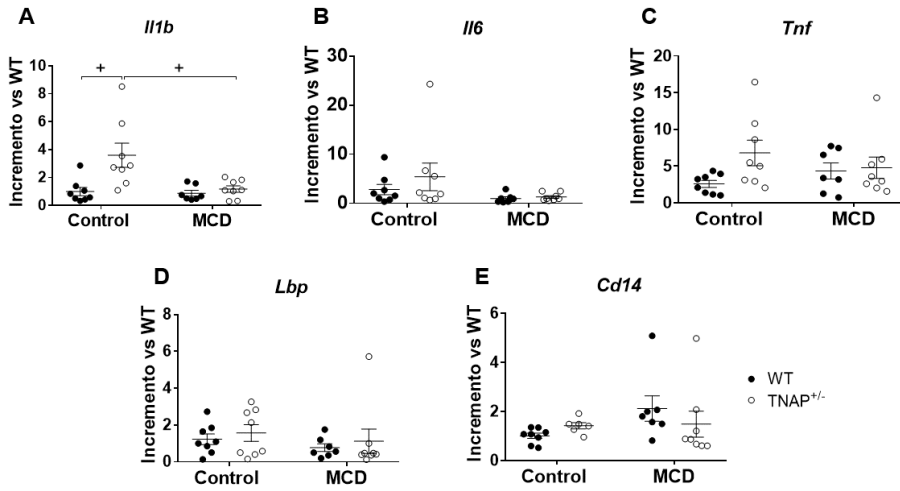 A
Il1b
Incremento vs WT
10
8
6
4
2
0
+
+
Control
MCD
B
Il6
Incremento vs WT
30
20
10
0
Control
MCD
C
Tnf
Incremento vs WT
20
15
10
5
0
Control
MCD
D
Lbp
Incremento vs WT
8
6
4
2
0
Control
MCD
E
Cd14
Incremento vs WT
6
4
2
0
Control
MCD
WT
TNAP+/-